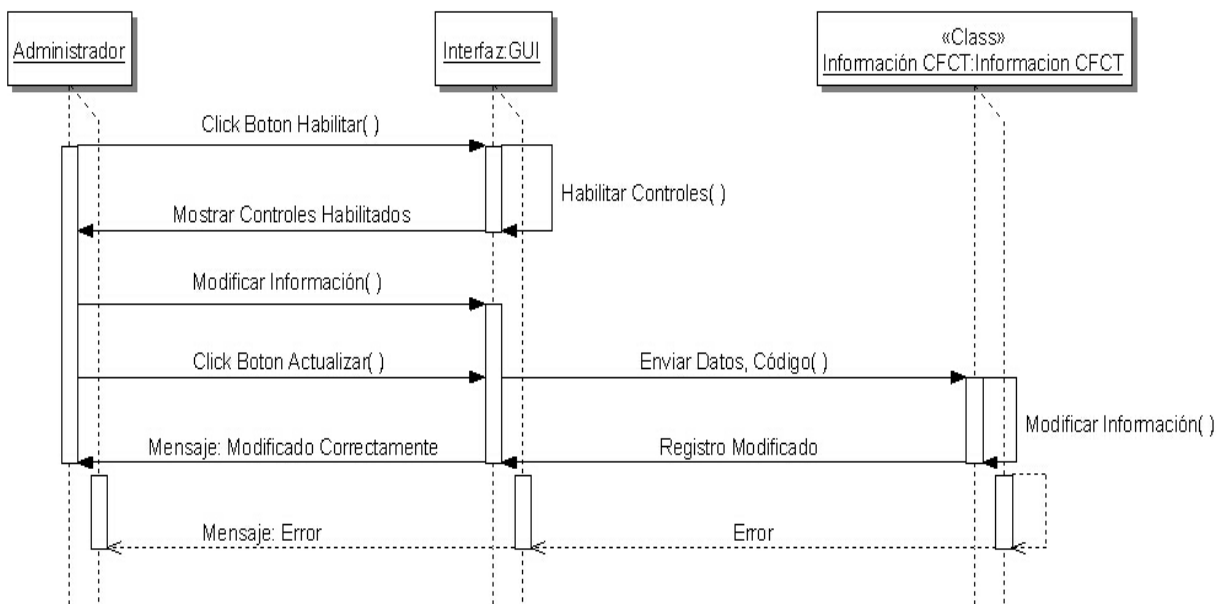 Administrador
Interfaz:GUI
«Class»
Información CFCT:Informacion CFCT
Click Boton Habilitar( )
Habilitar Controles( )
Mostrar Controles Habilitados
Modificar Información( )
Click Boton Actualizar( )
Enviar Datos, Código( )
Modificar Información( )
Mensaje: Modificado Correctamente
Registro Modificado
Mensaje: Error
Error